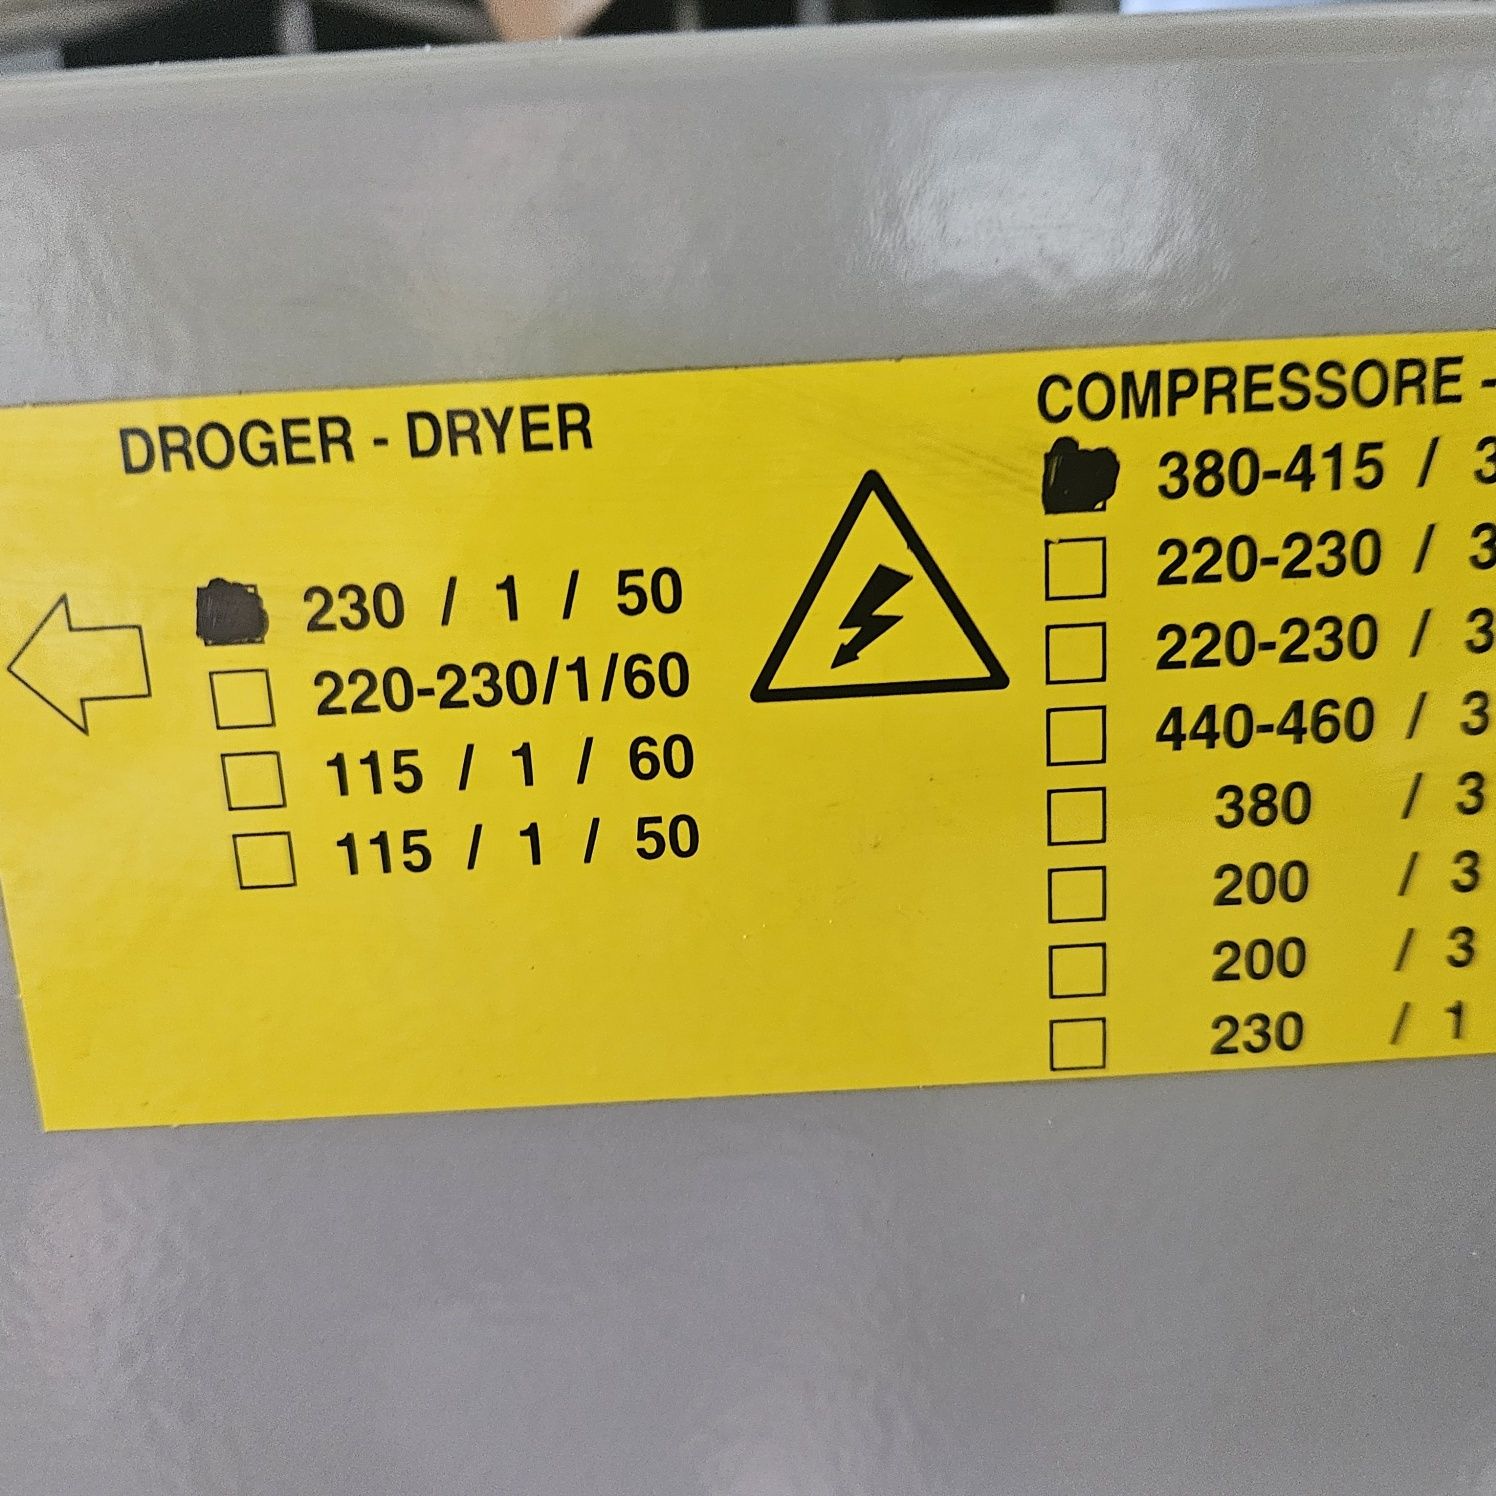 DROGER - DRYER
230 / 1 / 50
220-230/1/60
115 / 1 / 60
115 / 1 / 50
COMPRESSORE -
380-415 / 3
220-230 / 3
220-230 / 3
440-460 / 3
380 / 3
200 / 3
200 / 3
230 / 1